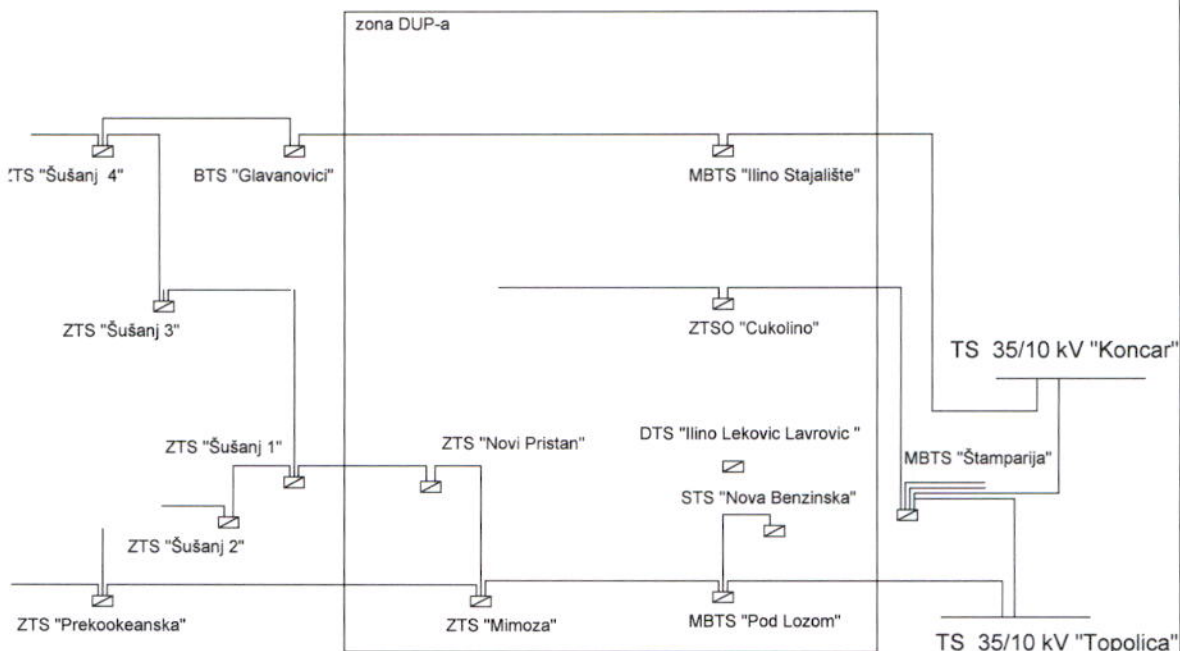 zona DUP-a
ZTS "Šušanj 4"
BTS "Glavanovici"
MBTS "Ilino Stajalište"
ZTS "Šušanj 3"
ZTSO "Cukolino"
TS 35/10 kV "Koncar"
ZTS "Šušanj 1"
ZTS "Novi Pristan"
DTS "Ilino Lekovic Lavrovic "
MBTS "Štamparija"
STS "Nova Benzinska"
ZTS "Šušanj 2"
ZTS "Prekookeanska"
ZTS "Mimoza"
MBTS "Pod Lozom"
TS 35/10 kV "Topolica"